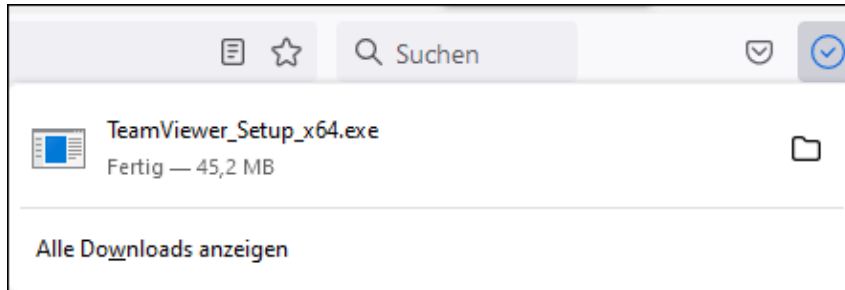 Suchen
TeamViewer_Setup_x64.exe
Fertig — 45,2 MB
Alle Downloads anzeigen